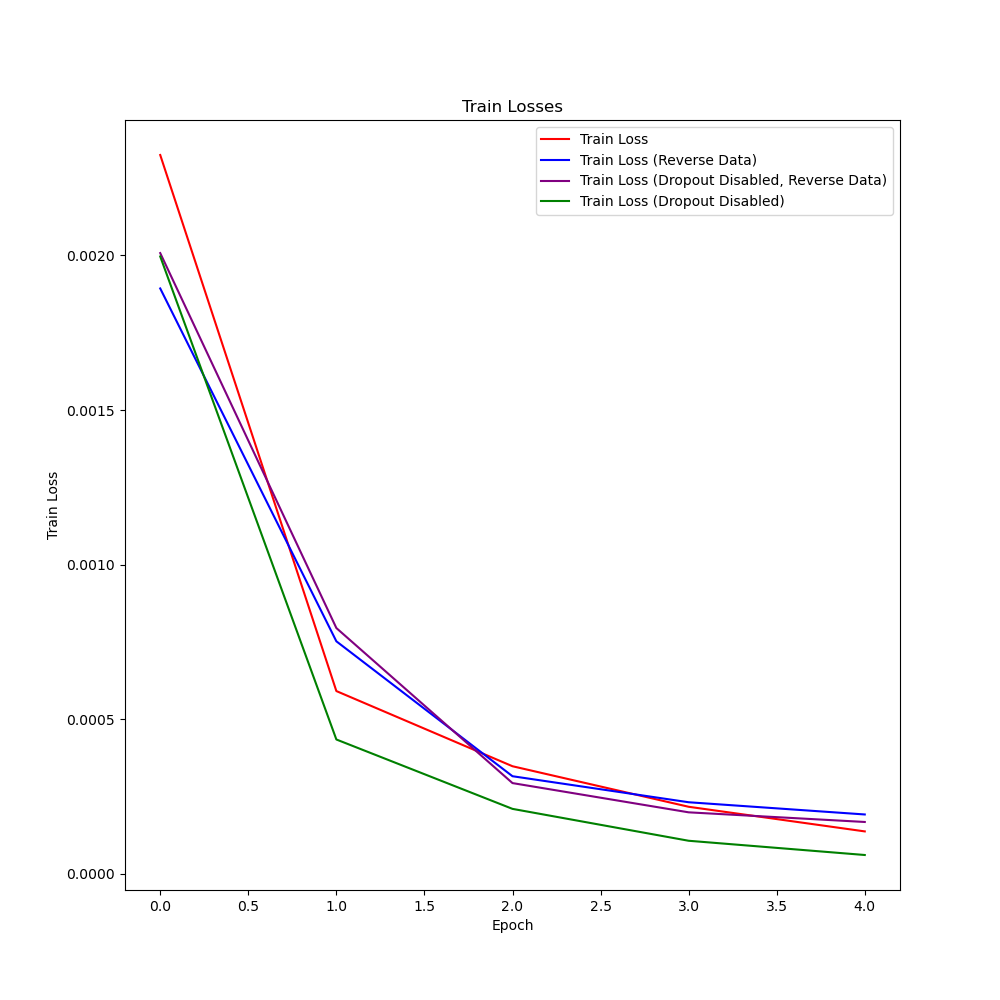 Train Losses
Train Loss
Train Loss (Reverse Data)
Train Loss (Dropout Disabled, Reverse Data)
Train Loss (Dropout Disabled)
Train Loss
0.0020
0.0015
0.0010
0.0005
0.0000
0.0 0.5 1.0 1.5 2.0 2.5 3.0 3.5 4.0
Epoch